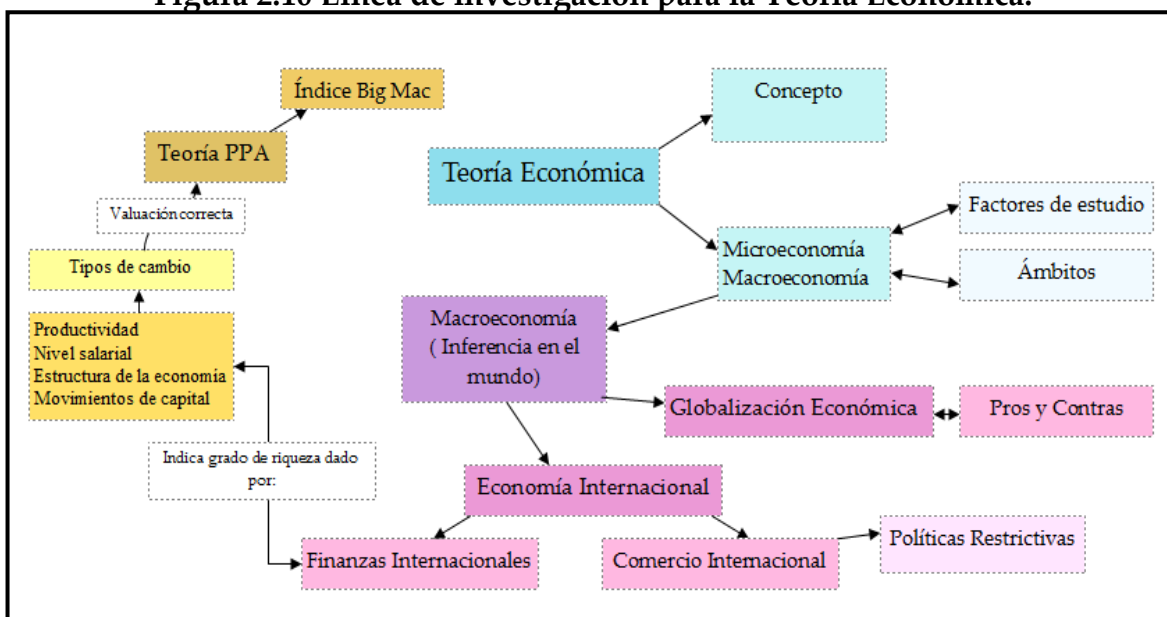 Figura 2.10 Línea de investigación para la Teoría Económica.
Índice Big Mac
Concepto
Teoría PPA
Teoría Económica
Valuación correcta
Factores de estudio
Microeconomía
Macroeconomía
Tipos de cambio
Ámbitos
Macroeconomía
( Inferencia en el
mundo)
Productividad
Nivel salarial
Estructura de la economía
Movimientos de capital
Globalización Económica
Pros y Contras
Indica grado de riqueza dado
por:
Economía Internacional
Políticas Restrictivas
Finanzas Internacionales
Comercio Internacional